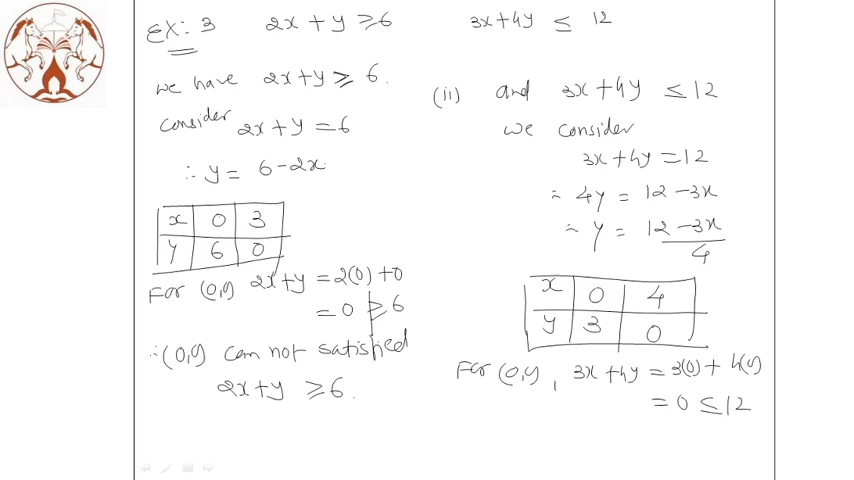 EX: 3 2x + y ≥ 6 3x + 4y ≤ 12
we have 2x+y ≥ 6.
consider 2x + y = 6
∴ y = 6 - 2x
x 0 3
y 6 0
For (0,0) 2x+y = 2(0) + 0
= 0 ≱ 6
∴ (0,0) can not satisfied
2x+y ≥ 6.
(ii) and 3x + 4y ≤ 12
we consider
3x + 4y = 12
∴ 4y = 12 - 3x
∴ y = 12 - 3x
4
x 0 4
y 3 0
For (0,0), 3x + 4y = 3(0) + 4(0)
= 0 ≤ 12